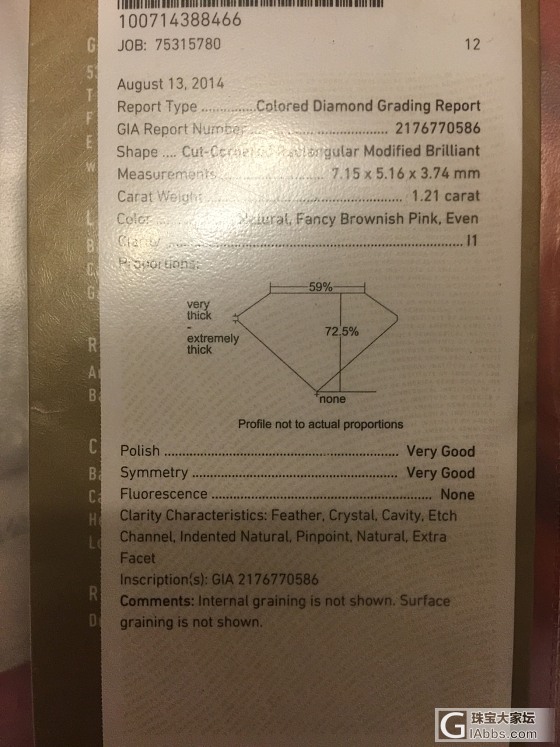 100714388466
JOB: 75315780 12
August 13, 2014
Report Type ..............Colored Diamond Grading Report
GIA Report Number ................................ 2176770586
Shape .... Cut-Cornered Rectangular Modified Brilliant
Measurements ........................ 7.15 x 5.16 x 3.74 mm
Carat Weight ........................................ 1.21 carat
Color ............ Natural, Fancy Brownish Pink, Even
Clarity ........................................................ I1
Proportions:
59%
very
thick
-
extremely
thick
72.5%
none
Profile not to actual proportions
Polish .................................................. Very Good
Symmetry ............................................ Very Good
Fluorescence .............................................. None
Clarity Characteristics: Feather, Crystal, Cavity, Etch
Channel, Indented Natural, Pinpoint, Natural, Extra
Facet
Inscription(s): GIA 2176770586
Comments: Internal graining is not shown. Surface
graining is not shown.
珠宝大家坛
GIAbbs.com